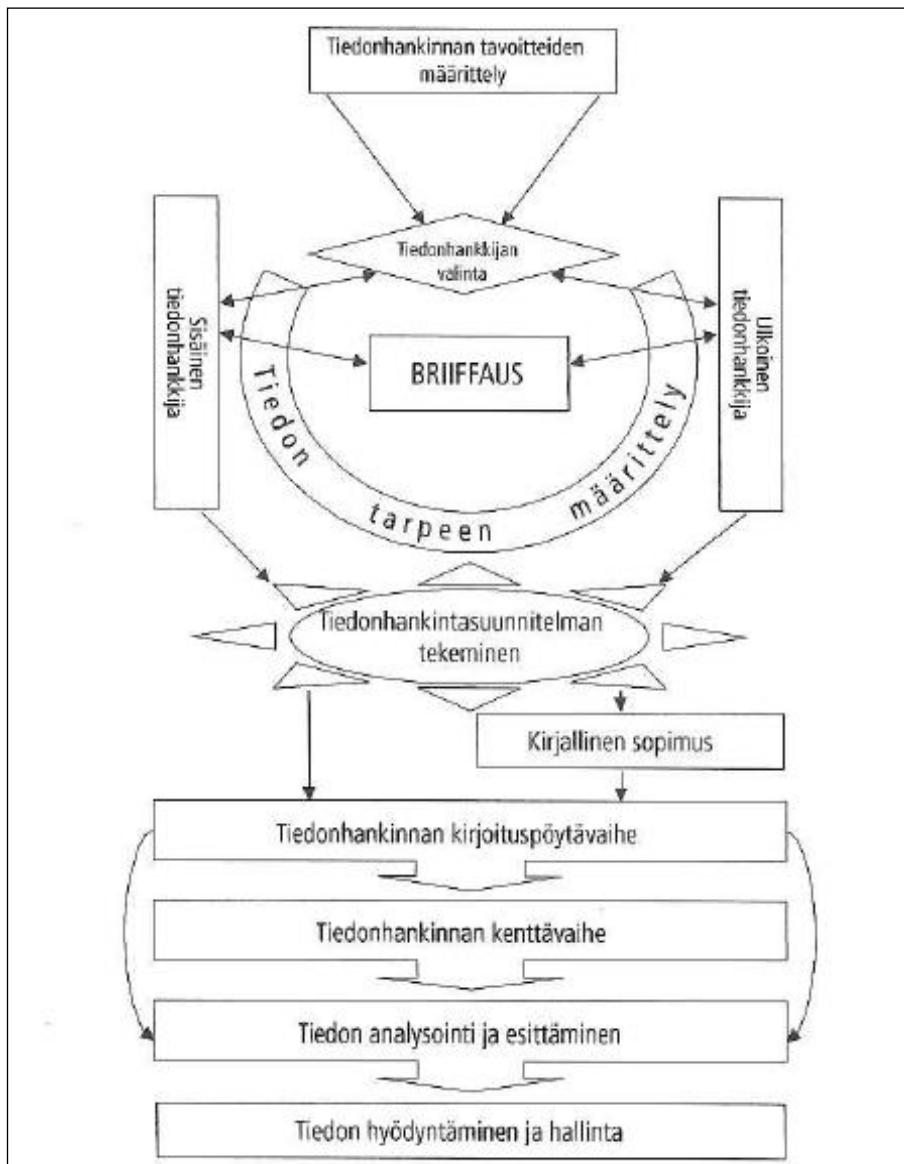 Tiedonhankinnan tavoitteiden
määrittely
Tiedonhankkijan
valinta
Sisäinen
tiedonhankkija
BRIIFFAUS
Ulkoinen
tiedonhankkija
Tiedon tarpeen määrittely
Tiedonhankintasuunnitelman
tekeminen
Kirjallinen sopimus
Tiedonhankinnan kirjoituspöytävaihe
Tiedonhankinnan kenttävaihe
Tiedon analysointi ja esittäminen
Tiedon hyödyntäminen ja hallinta